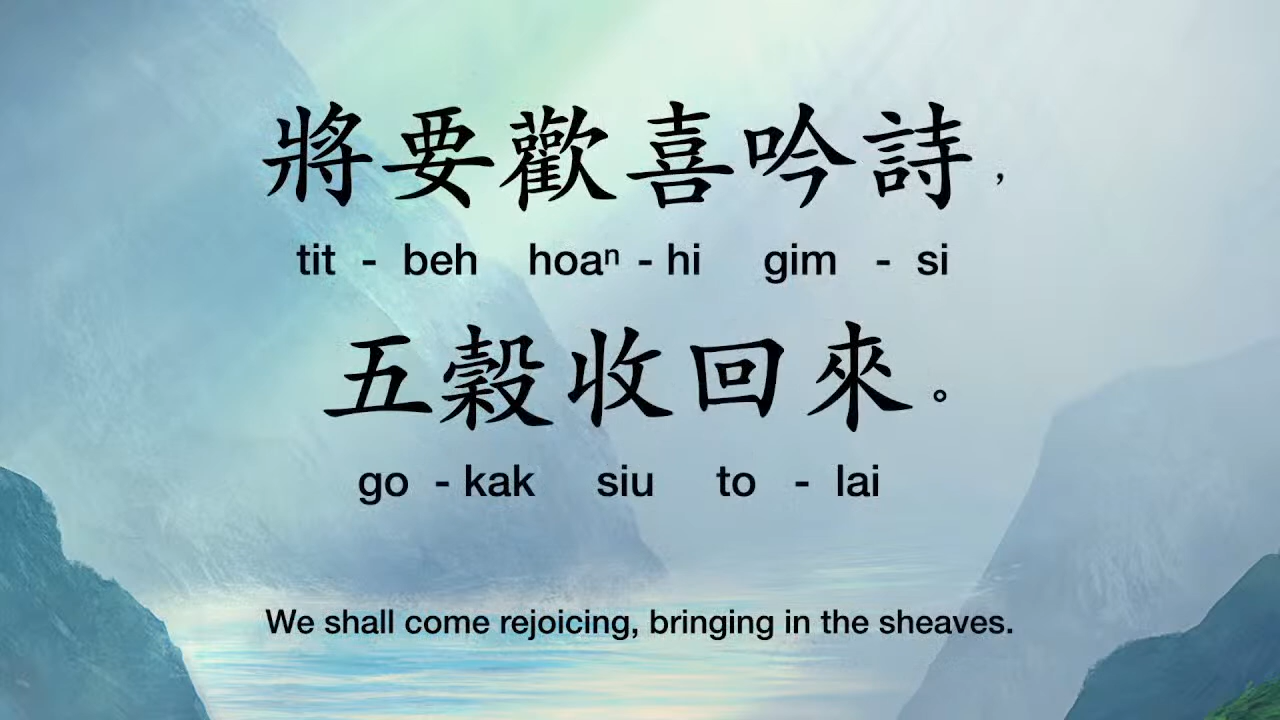 將要歡喜吟詩，
tit - beh hoaⁿ - hi gim - si
五穀收回來。
go - kak siu to - lai
We shall come rejoicing, bringing in the sheaves.